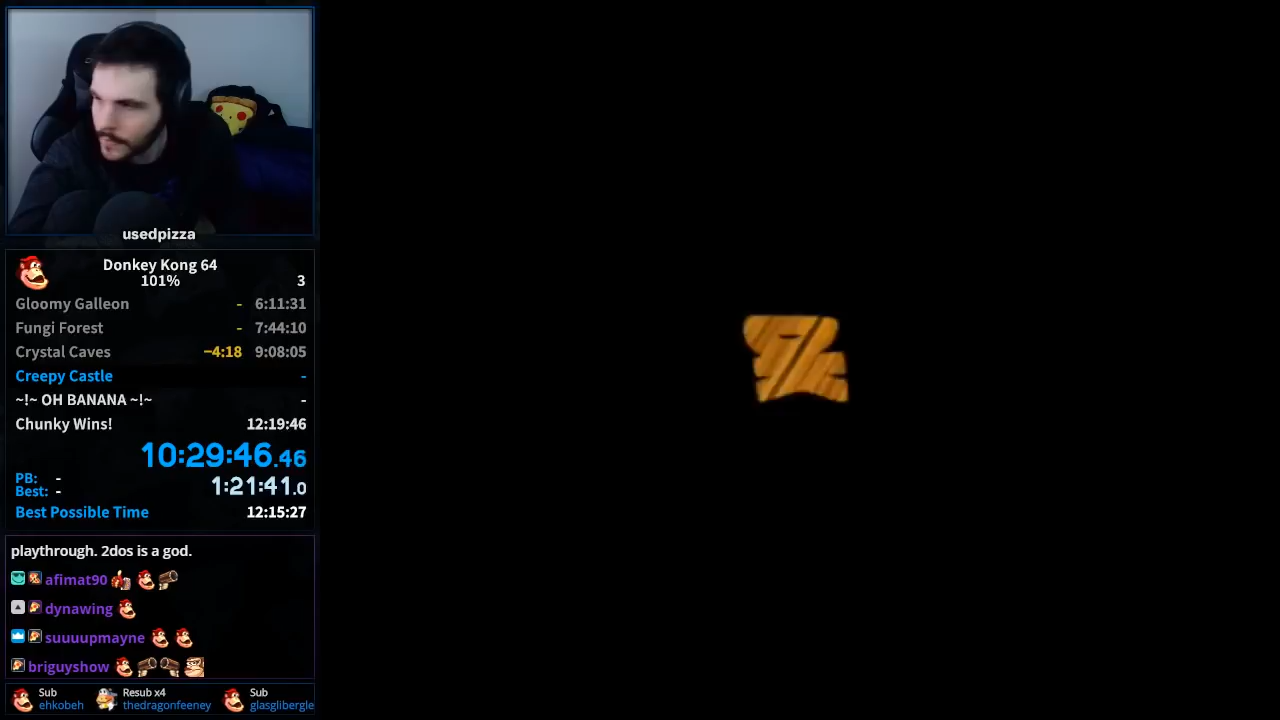 usedpizza
Donkey Kong 64
101% 3
Gloomy Galleon - 6:11:31
Fungi Forest - 7:44:10
Crystal Caves −4:18 9:08:05
Creepy Castle -
~!~ OH BANANA ~!~ -
Chunky Wins! 12:19:46
10:29:46.46
PB: -
Best: - 1:21:41.0
Best Possible Time 12:15:27
playthrough. 2dos is a god.
afimat90
dynawing
suuuupmayne
briguyshow
Sub Resub x4 Sub
ehkobeh thedragonfeeney glasglibergle